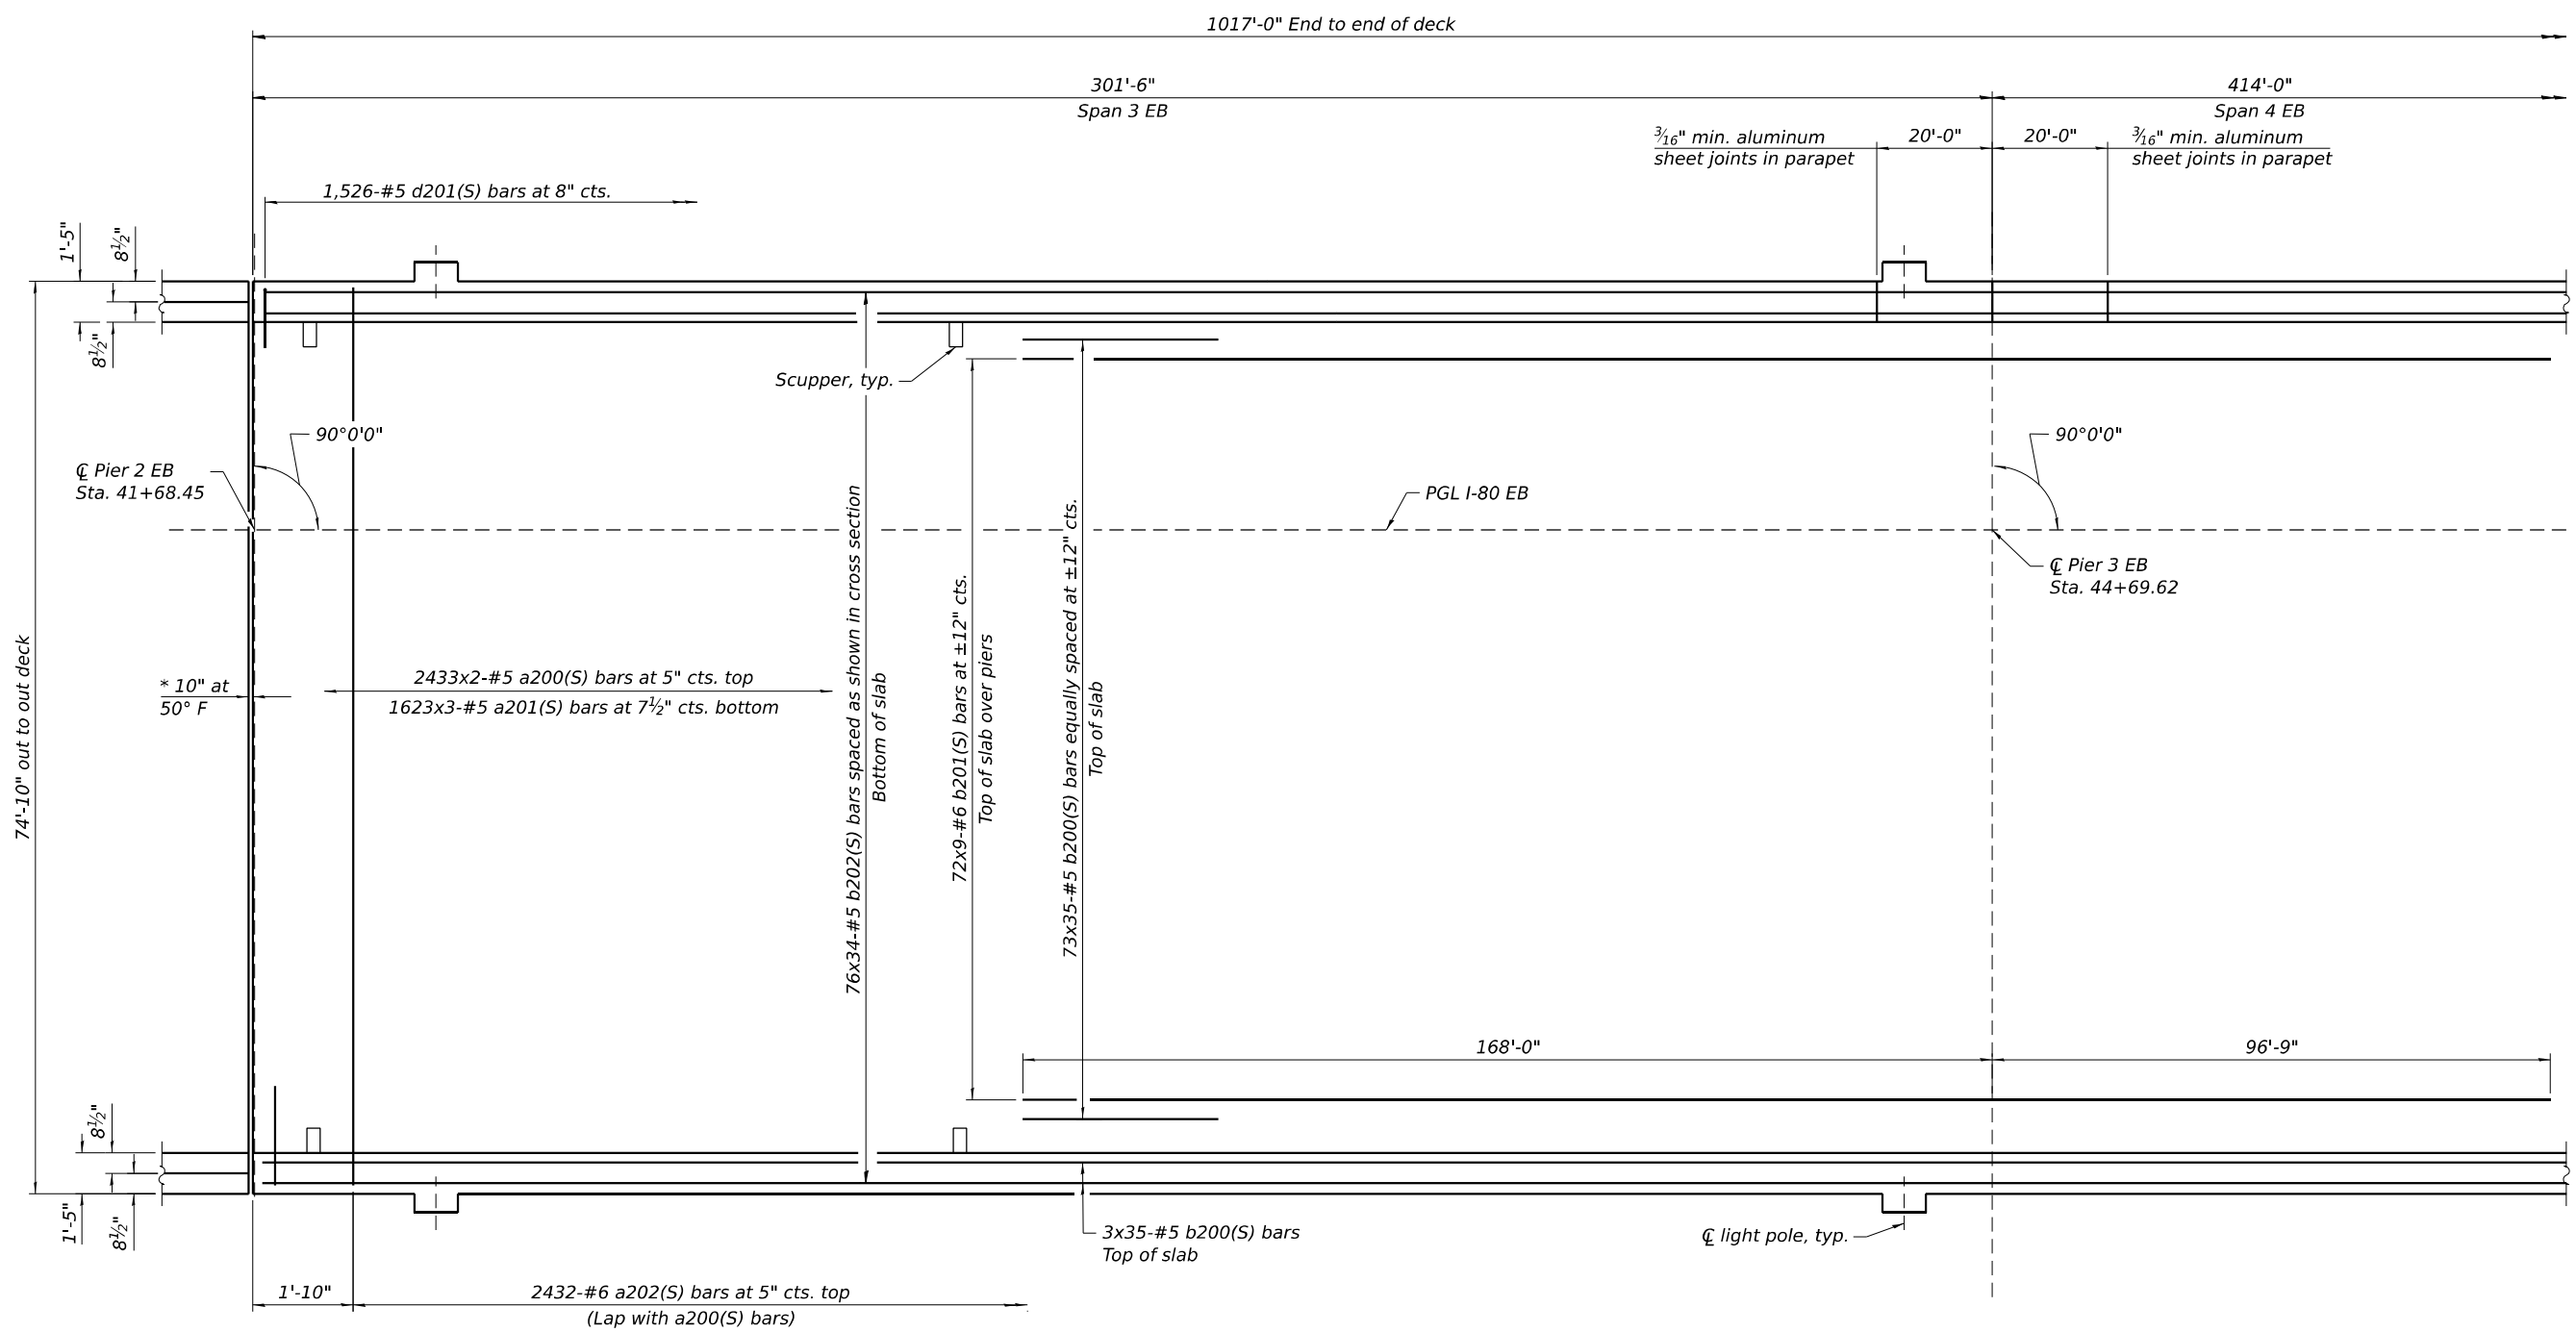 1017'-0" End to end of deck
301'-6"
Span 3 EB
414'-0"
Span 4 EB
3/16" min. aluminum
sheet joints in parapet
20'-0"
20'-0"
3/16" min. aluminum
sheet joints in parapet
1,526-#5 d201(S) bars at 8" cts.
1'-5"
8½"
8½"
Scupper, typ.
90°0'0"
90°0'0"
℄ Pier 2 EB
Sta. 41+68.45
PGL I-80 EB
℄ Pier 3 EB
Sta. 44+69.62
74'-10" out to out deck
* 10" at
50° F
2433x2-#5 a200(S) bars at 5" cts. top
1623x3-#5 a201(S) bars at 7½" cts. bottom
76x34-#5 b202(S) bars spaced as shown in cross section
Bottom of slab
72x9-#6 b201(S) bars at ±12" cts.
Top of slab over piers
73x35-#5 b200(S) bars equally spaced at ±12" cts.
Top of slab
168'-0"
96'-9"
8½"
1'-5"
8½"
3x35-#5 b200(S) bars
Top of slab
℄ light pole, typ.
1'-10"
2432-#6 a202(S) bars at 5" cts. top
(Lap with a200(S) bars)